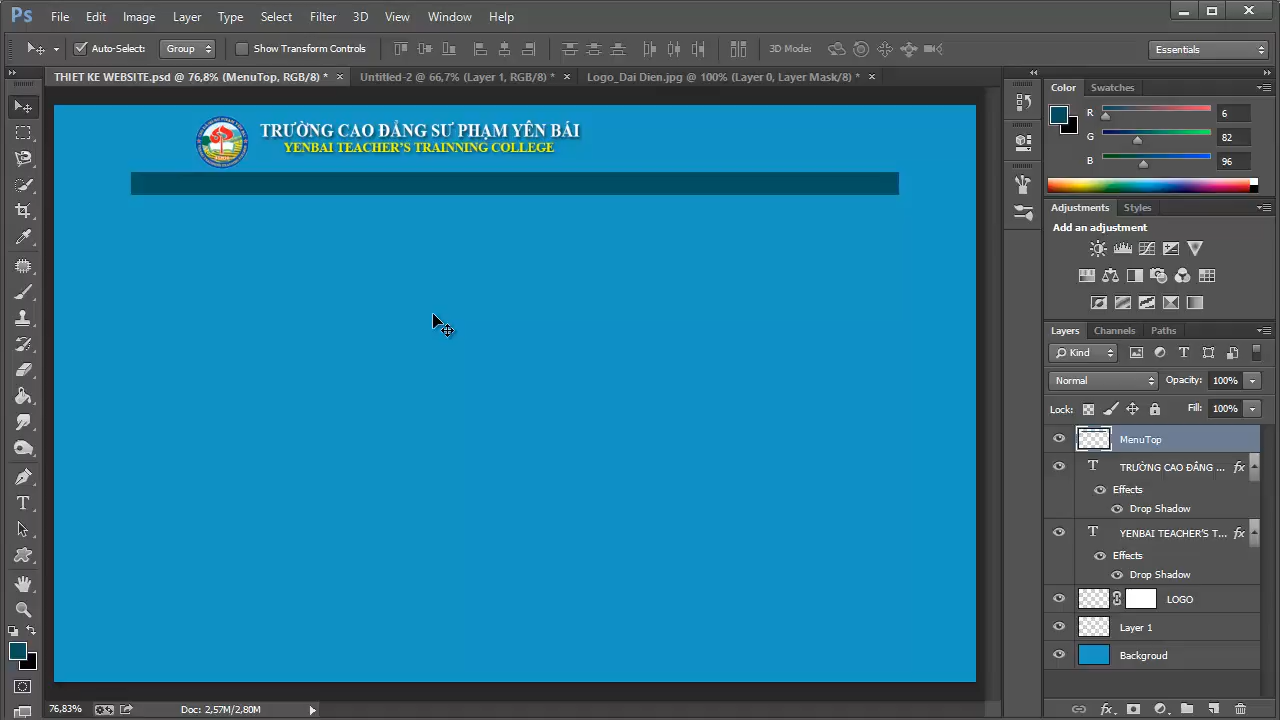 Ps File Edit Image Layer Type Select Filter 3D View Window Help
Auto-Select: Group Show Transform Controls 3D Mode: Essentials
THIET KE WEBSITE.psd @ 76,8% (MenuTop, RGB/8) * Untitled-2 @ 66,7% (Layer 1, RGB/8) * Logo_Dai Dien.jpg @ 100% (Layer 0, Layer Mask/8) *
TRƯỜNG CAO ĐẲNG SƯ PHẠM YÊN BÁI
YENBAI TEACHER'S TRAINNING COLLEGE
Color Swatches
R 6
G 82
B 96
Adjustments Styles
Add an adjustment
Layers Channels Paths
Kind
Normal Opacity: 100%
Lock: Fill: 100%
MenuTop
T TRƯỜNG CAO ĐẲNG ... fx
Effects
Drop Shadow
T YENBAI TEACHER'S T... fx
Effects
Drop Shadow
LOGO
Layer 1
Backgroud
76,83% Doc: 2,57M/2,80M